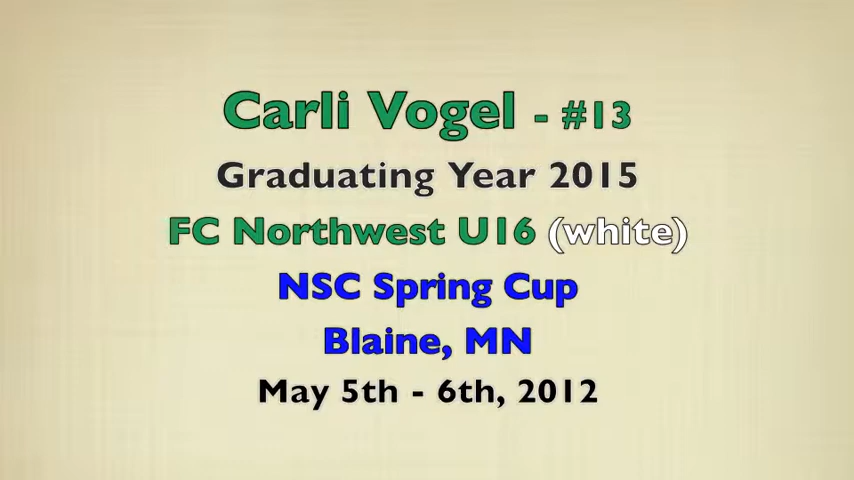 Carli Vogel - #13
Graduating Year 2015
FC Northwest U16 (white)
NSC Spring Cup
Blaine, MN
May 5th - 6th, 2012